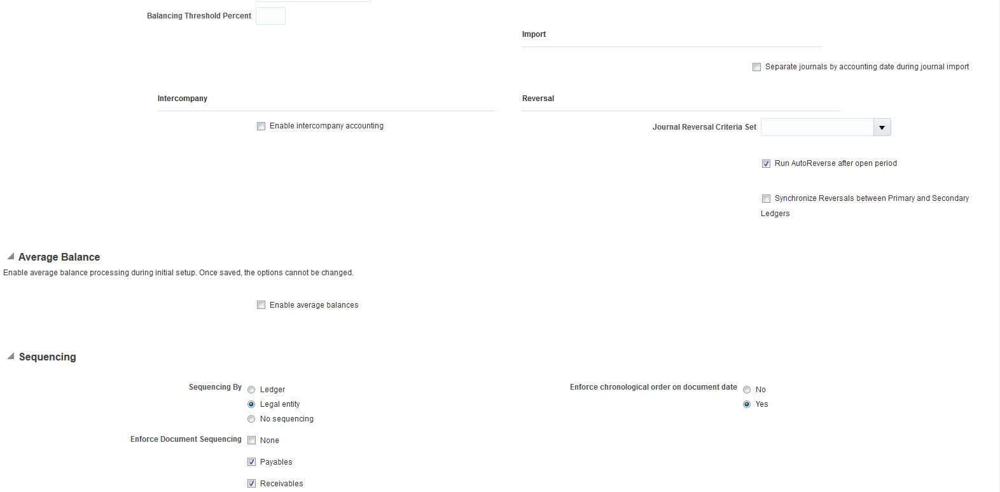 Balancing Threshold Percent
Import
Separate journals by accounting date during journal import
Intercompany
Reversal
Enable intercompany accounting
Journal Reversal Criteria Set
Run AutoReverse after open period
Synchronize Reversals between Primary and Secondary
Ledgers
Average Balance
Enable average balance processing during initial setup. Once saved, the options cannot be changed.
Enable average balances
Sequencing
Sequencing By
Ledger
Legal entity
No sequencing
Enforce chronological order on document date
No
Yes
Enforce Document Sequencing
None
Payables
Receivables